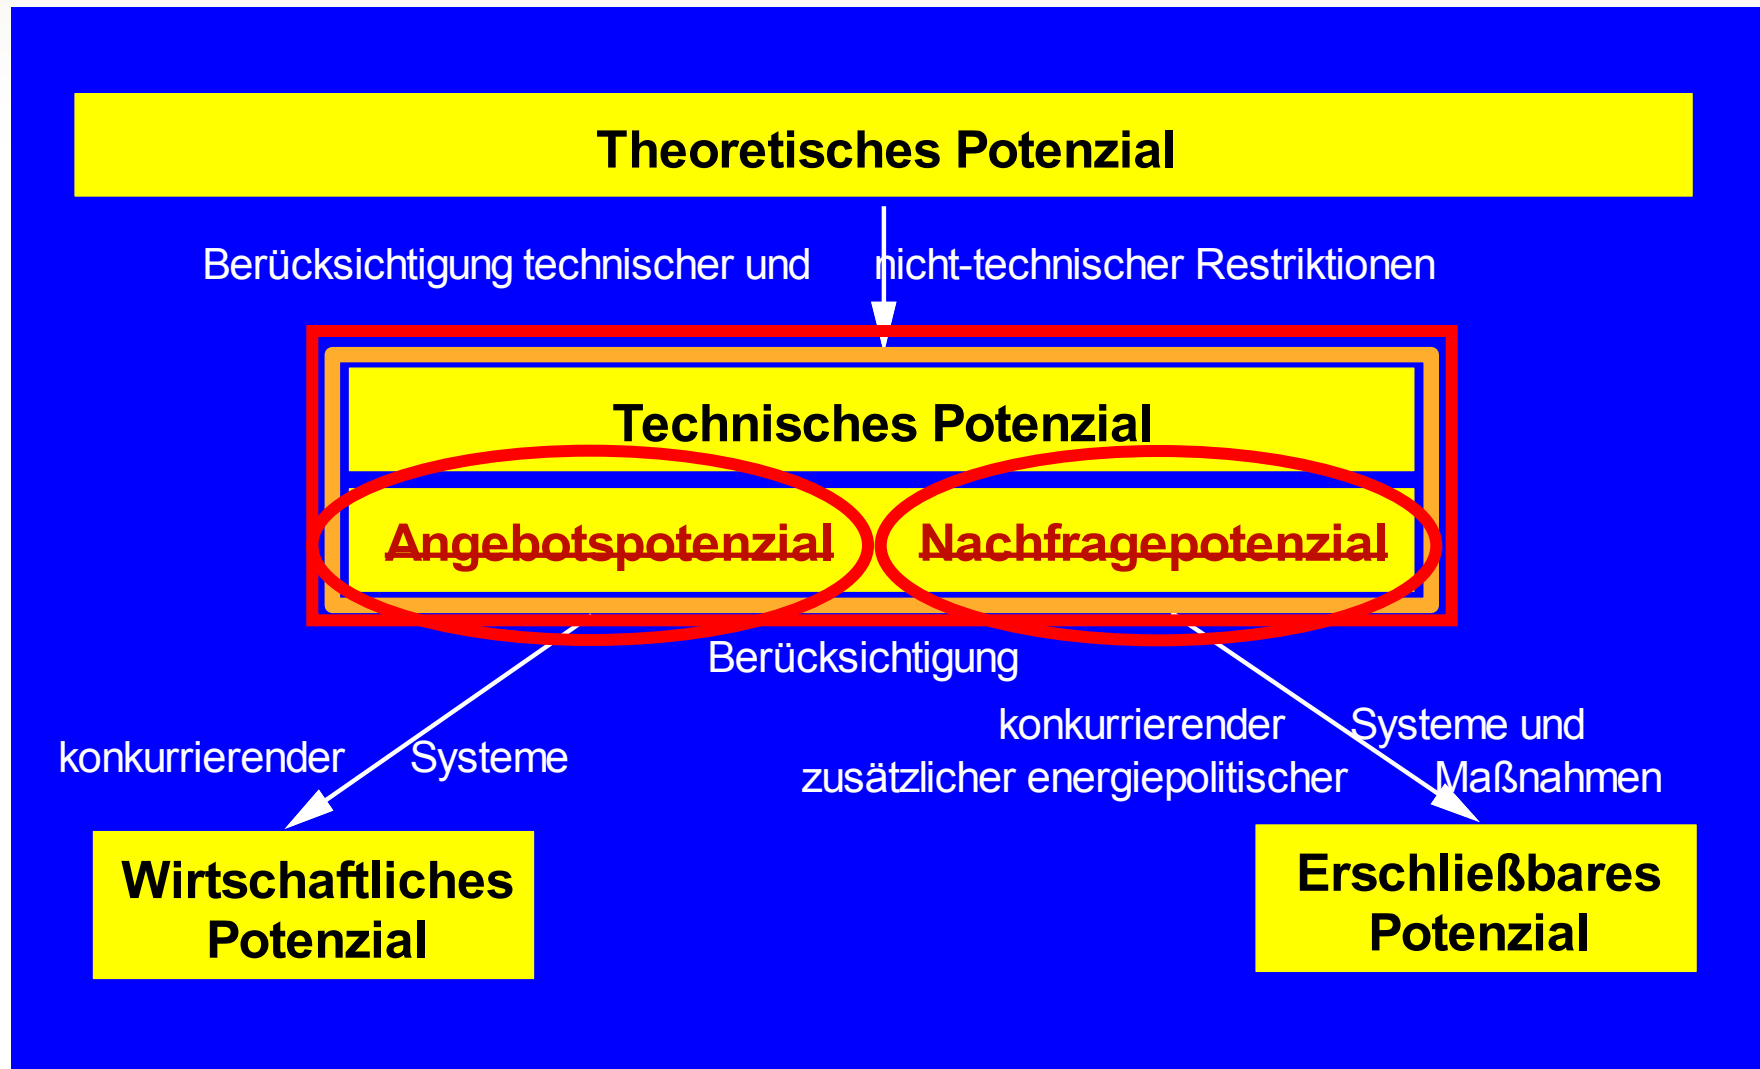 Theoretisches Potenzial
Berücksichtigung technischer und nicht-technischer Restriktionen
Technisches Potenzial
Angebotspotenzial Nachfragepotenzial
Berücksichtigung
konkurrierender Systeme
konkurrierender Systeme und
zusätzlicher energiepolitischer Maßnahmen
Wirtschaftliches
Potenzial
Erschließbares
Potenzial